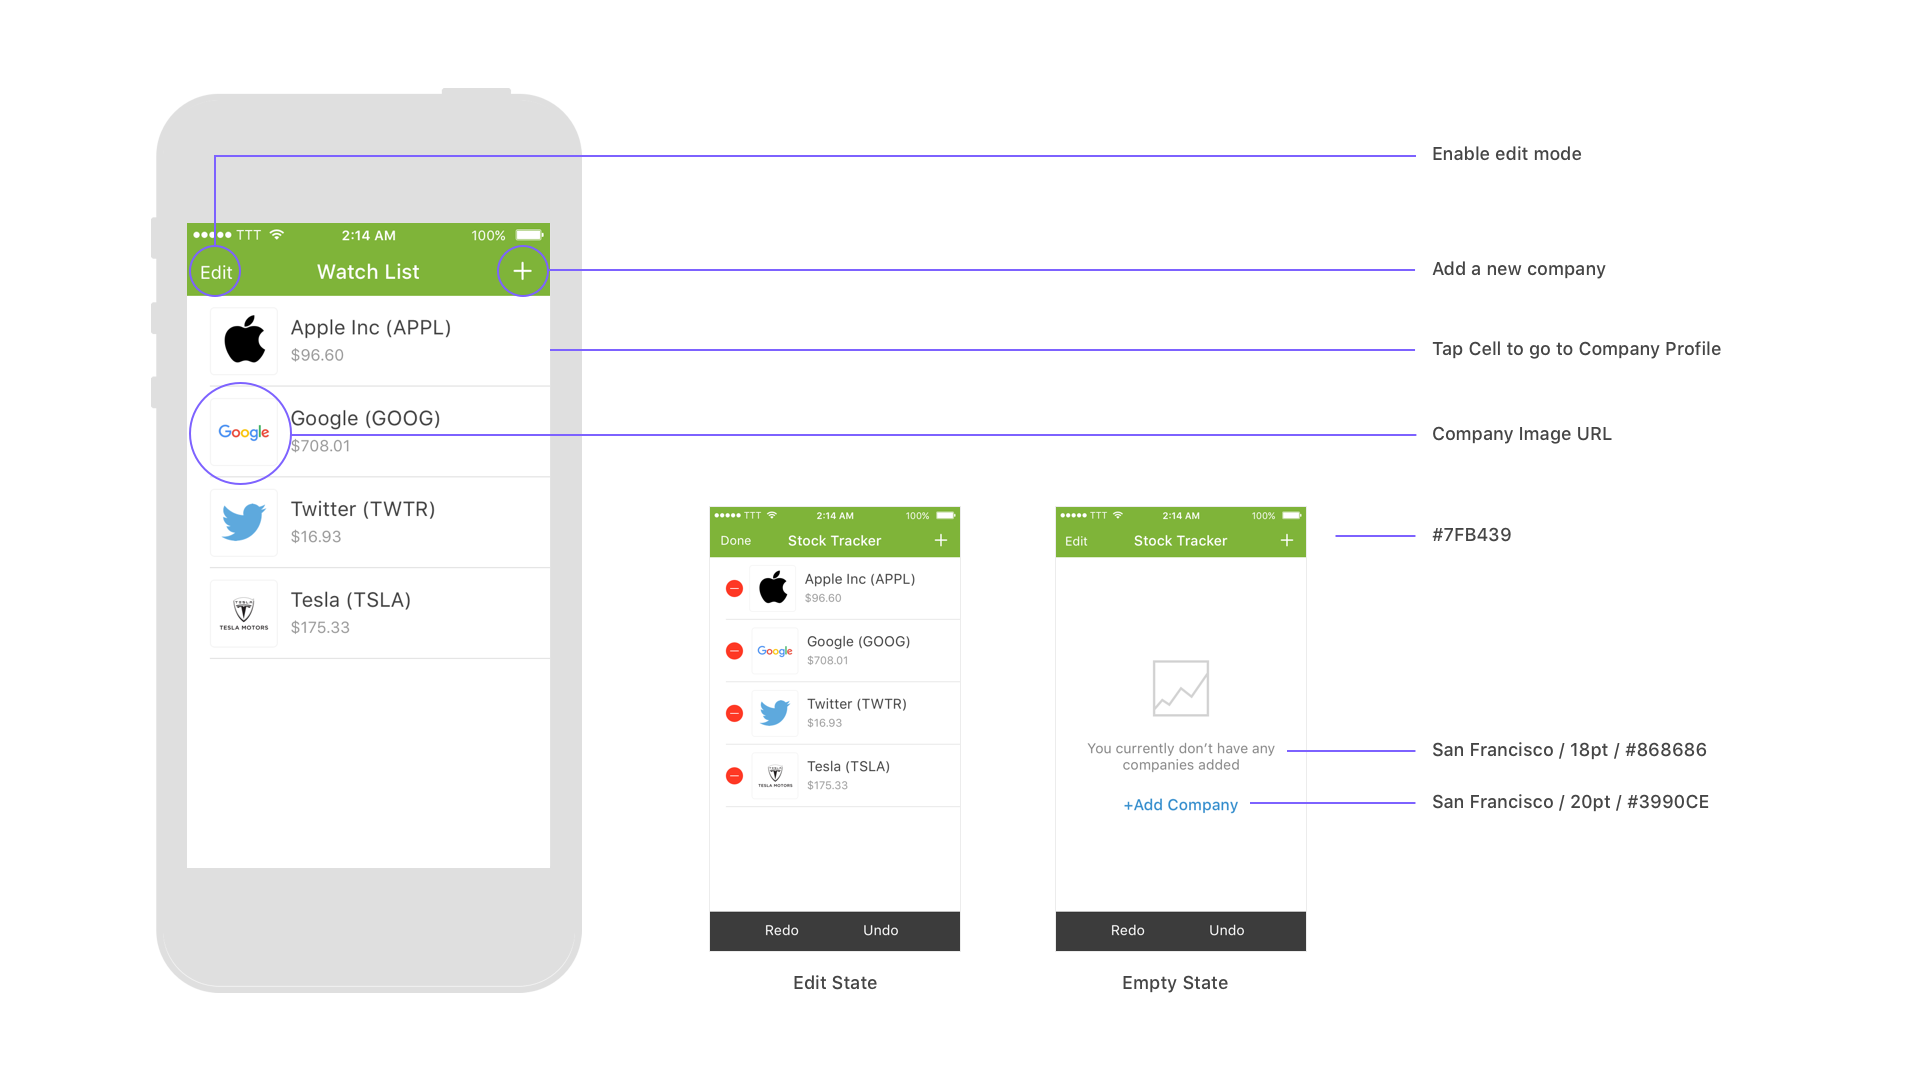 TTT 2:14 AM 100%
Edit Watch List +
Apple Inc (APPL)
$96.60
Google
Google (GOOG)
$708.01
Twitter (TWTR)
$16.93
TESLA
TESLA MOTORS
Tesla (TSLA)
$175.33
Enable edit mode
Add a new company
Tap Cell to go to Company Profile
Company Image URL
TTT 2:14 AM 100%
Done Stock Tracker +
Apple Inc (APPL)
$96.60
Google
Google (GOOG)
$708.01
Twitter (TWTR)
$16.93
TESLA MOTORS
Tesla (TSLA)
$175.33
Redo Undo
Edit State
TTT 2:14 AM 100%
Edit Stock Tracker +
You currently don’t have any
companies added
+Add Company
Redo Undo
Empty State
#7FB439
San Francisco / 18pt / #868686
San Francisco / 20pt / #3990CE